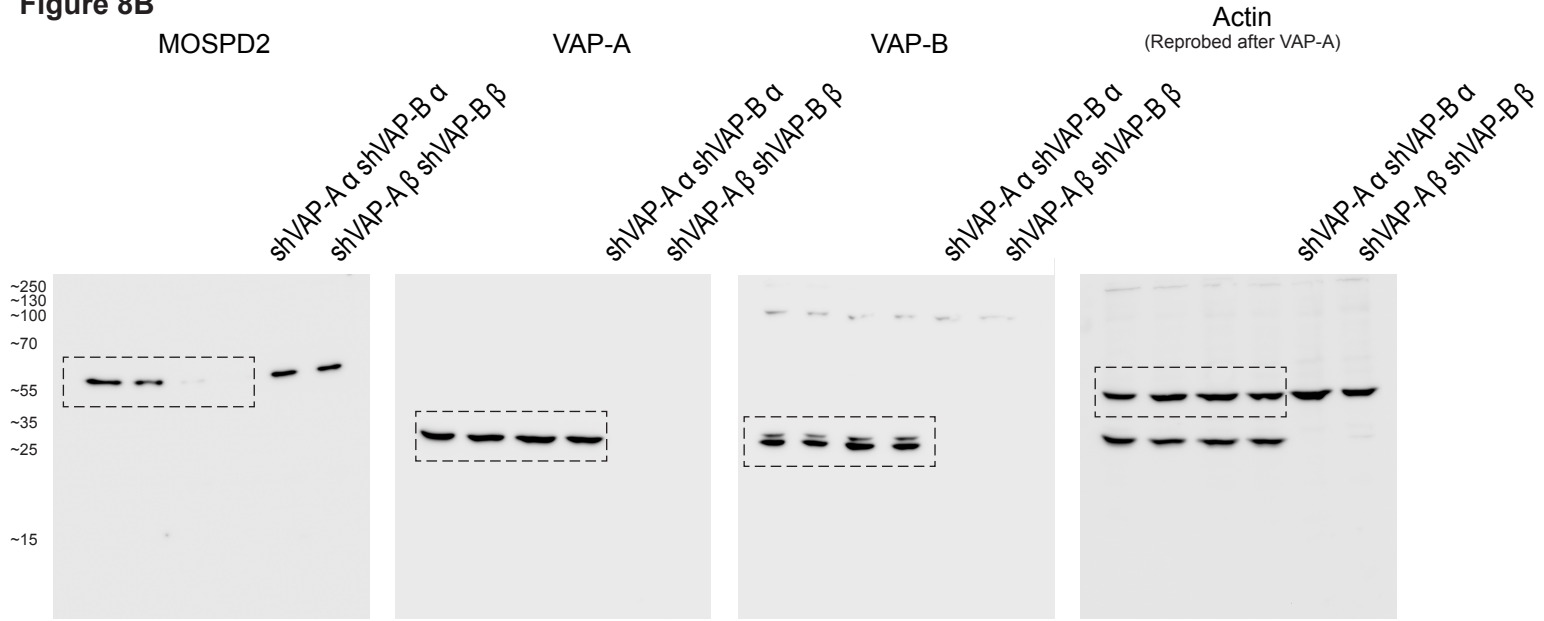 Figure 8B
MOSPD2
VAP-A
VAP-B
Actin
(Reprobed after VAP-A)
shVAP-A α shVAP-B α
shVAP-A β shVAP-B β
shVAP-A α shVAP-B α
shVAP-A β shVAP-B β
shVAP-A α shVAP-B α
shVAP-A β shVAP-B β
shVAP-A α shVAP-B α
shVAP-A β shVAP-B β
~250
~130
~100
~70
~55
~35
~25
~15